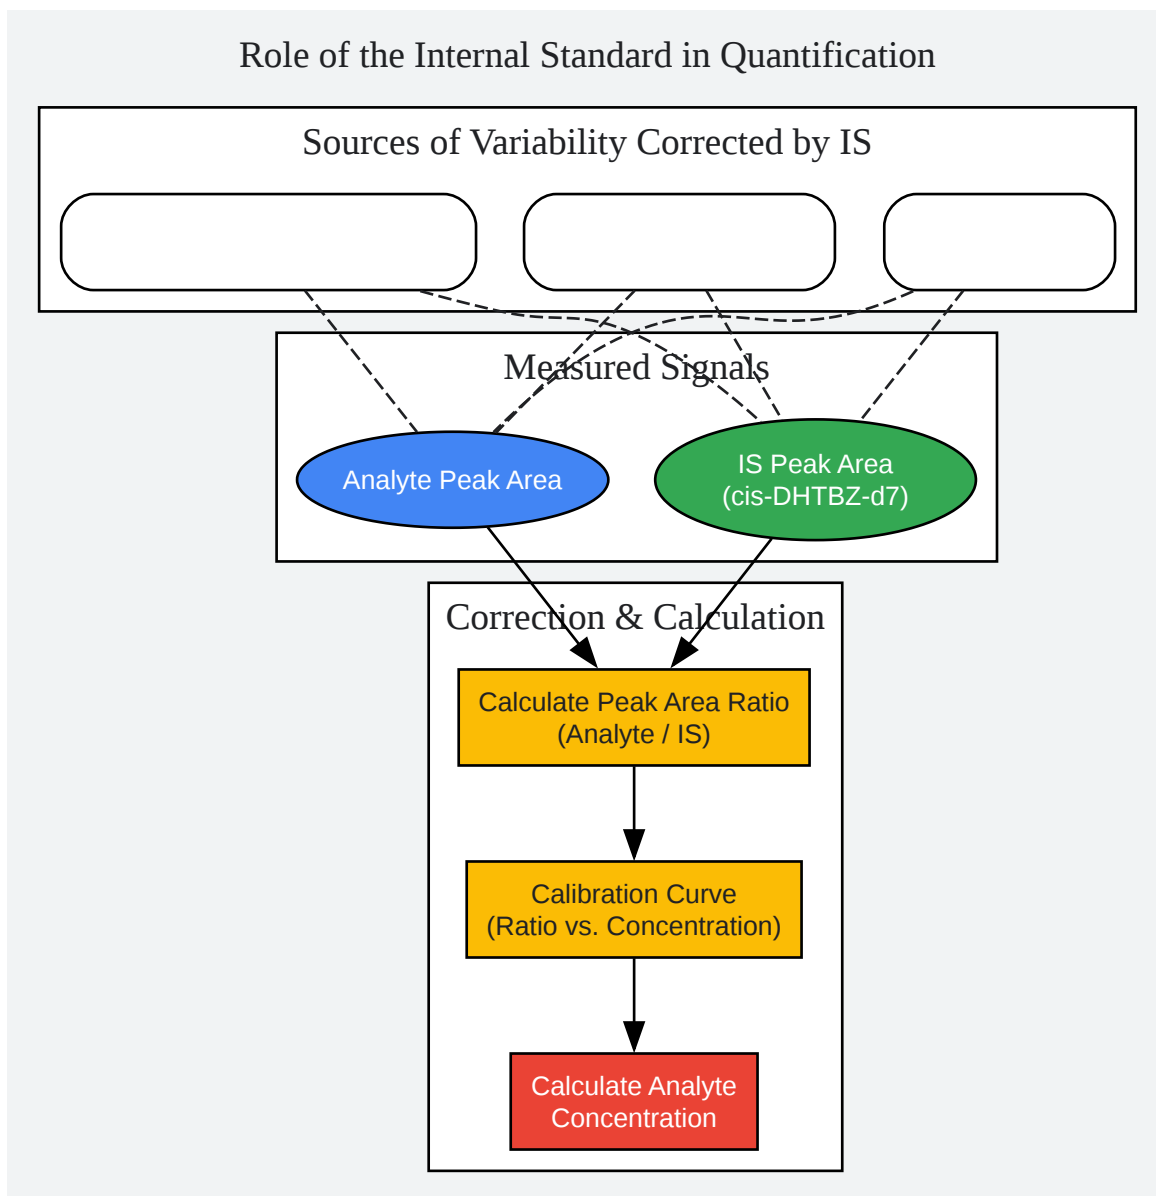 Role of the Internal Standard in Quantification
Sources of Variability Corrected by IS
Measured Signals
Analyte Peak Area
IS Peak Area
(cis-DHTBZ-d7)
Correction & Calculation
Calculate Peak Area Ratio
(Analyte / IS)
Calibration Curve
(Ratio vs. Concentration)
Calculate Analyte
Concentration